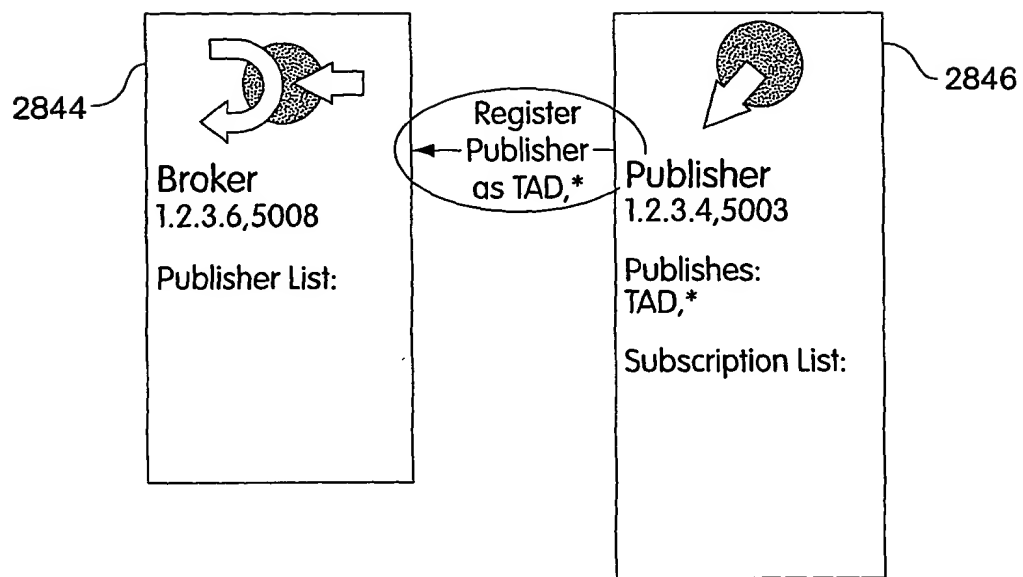 2844
2846
Register
Publisher
as TAD,*
Broker
1.2.3.6,5008
Publisher List:
Publisher
1.2.3.4,5003
Publishes:
TAD,*
Subscription List: